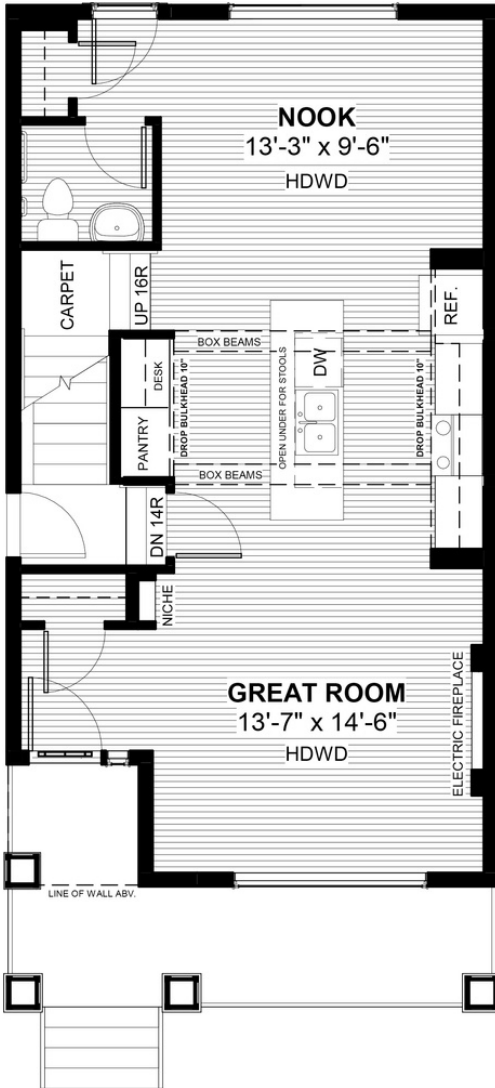 NOOK
13'-3" x 9'-6"
HDWD
CARPET
UP 16R
REF.
BOX BEAMS
DESK
DROP BULKHEAD 10"
OPEN UNDER FOR STOOLS
DW
DROP BULKHEAD 10"
PANTRY
BOX BEAMS
DN 14R
NICHE
GREAT ROOM
13'-7" x 14'-6"
HDWD
ELECTRIC FIREPLACE
LINE OF WALL ABV.